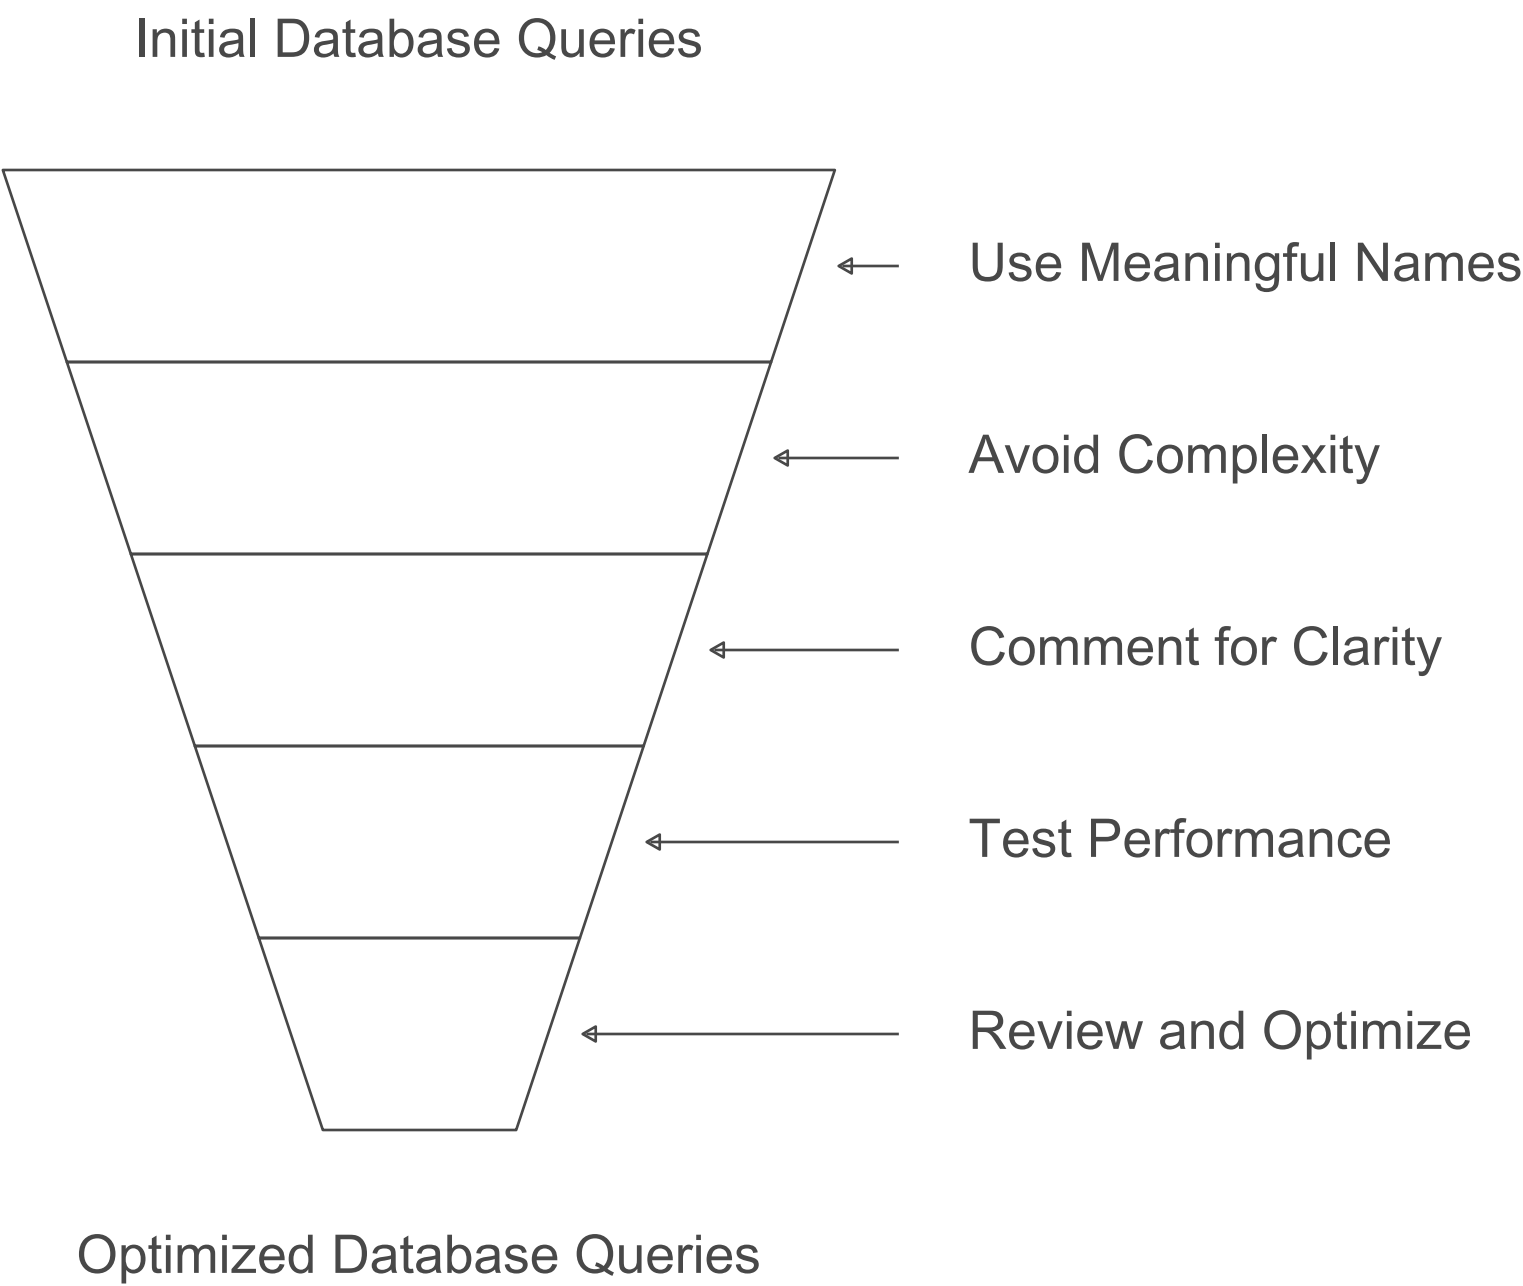 Initial Database Queries
Use Meaningful Names
Avoid Complexity
Comment for Clarity
Test Performance
Review and Optimize
Optimized Database Queries